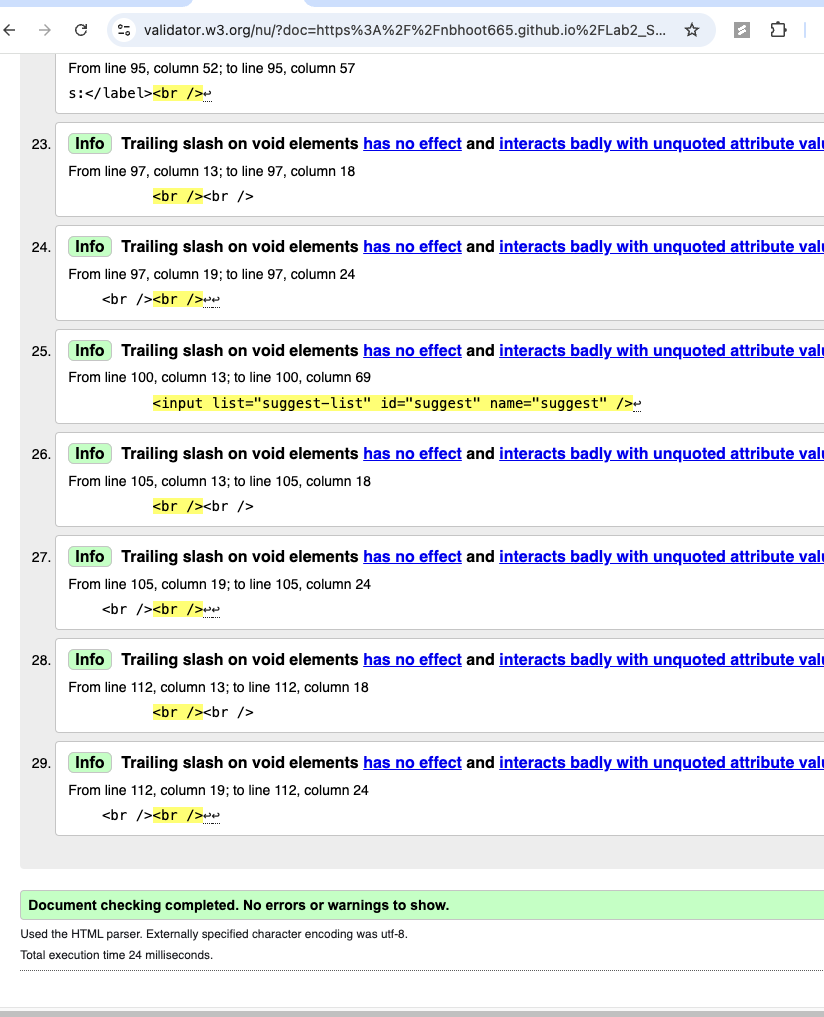 validator.w3.org/nu/?doc=https%3A%2F%2Fnbhoot665.github.io%2FLab2_S...
From line 95, column 52; to line 95, column 57
s:</label><br />↩
23. Info Trailing slash on void elements has no effect and interacts badly with unquoted attribute valu
From line 97, column 13; to line 97, column 18
<br /><br />
24. Info Trailing slash on void elements has no effect and interacts badly with unquoted attribute valu
From line 97, column 19; to line 97, column 24
<br /><br />↩↩
25. Info Trailing slash on void elements has no effect and interacts badly with unquoted attribute valu
From line 100, column 13; to line 100, column 69
<input list="suggest-list" id="suggest" name="suggest" />↩
26. Info Trailing slash on void elements has no effect and interacts badly with unquoted attribute valu
From line 105, column 13; to line 105, column 18
<br /><br />
27. Info Trailing slash on void elements has no effect and interacts badly with unquoted attribute valu
From line 105, column 19; to line 105, column 24
<br /><br />↩↩
28. Info Trailing slash on void elements has no effect and interacts badly with unquoted attribute valu
From line 112, column 13; to line 112, column 18
<br /><br />
29. Info Trailing slash on void elements has no effect and interacts badly with unquoted attribute valu
From line 112, column 19; to line 112, column 24
<br /><br />↩↩
Document checking completed. No errors or warnings to show.
Used the HTML parser. Externally specified character encoding was utf-8.
Total execution time 24 milliseconds.